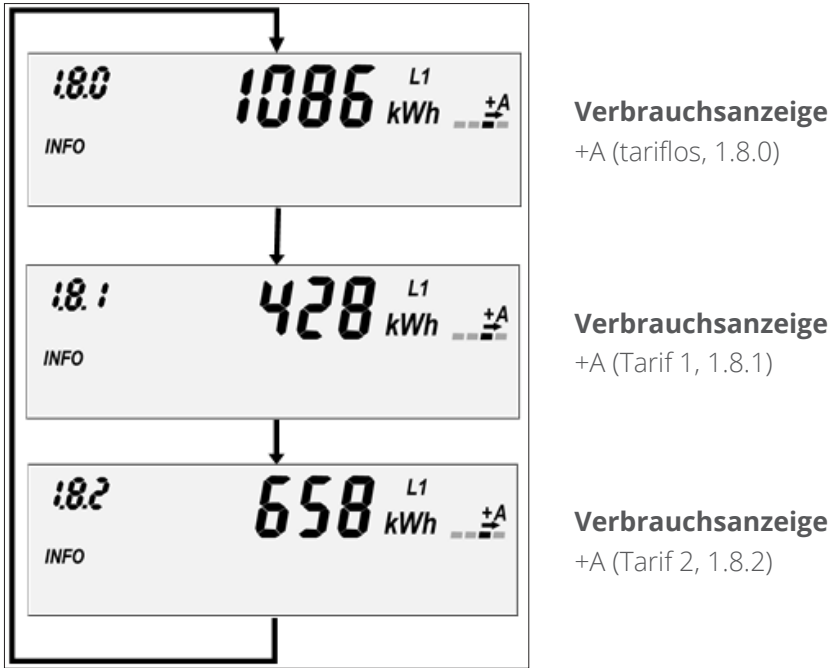 1.8.0 1086 kWh L1 +A
INFO
Verbrauchsanzeige
+A (tariflos, 1.8.0)
1.8.1 428 kWh L1 +A
INFO
Verbrauchsanzeige
+A (Tarif 1, 1.8.1)
1.8.2 658 kWh L1 +A
INFO
Verbrauchsanzeige
+A (Tarif 2, 1.8.2)